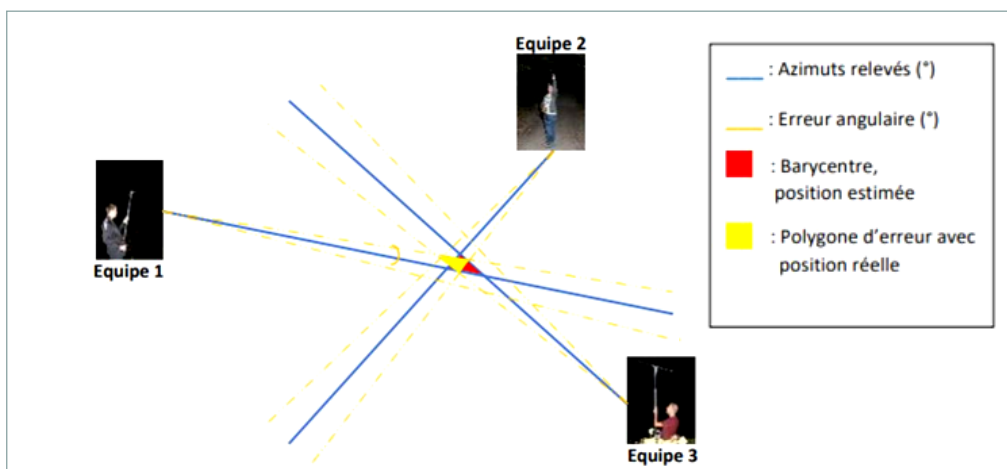 Equipe 2
Equipe 1
Equipe 3
: Azimuts relevés (°)
: Erreur angulaire (°)
: Barycentre,
position estimée
: Polygone d’erreur avec
position réelle